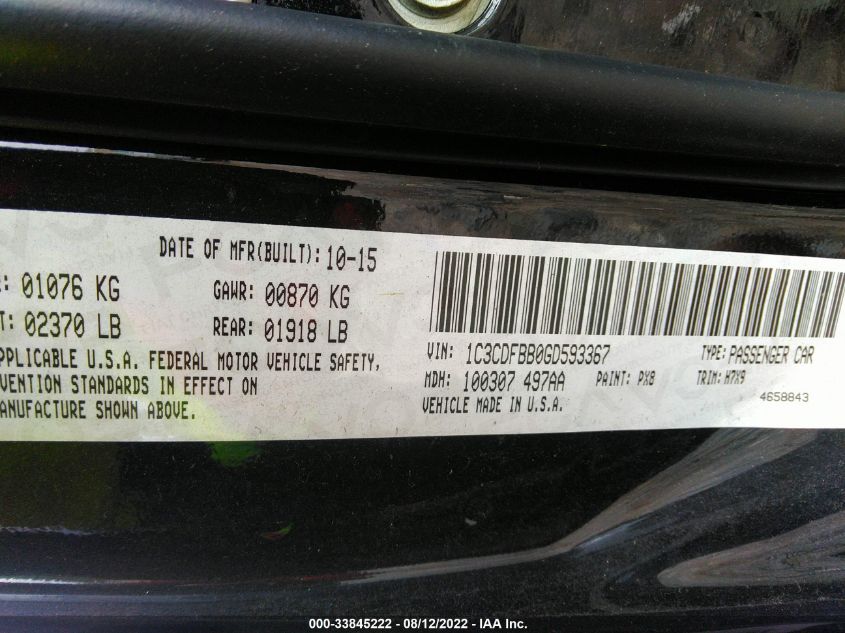 DATE OF MFR(BUILT): 10-15
: 01076 KG GAWR: 00870 KG
T: 02370 LB REAR: 01918 LB
APPLICABLE U.S.A. FEDERAL MOTOR VEHICLE SAFETY,
VENTION STANDARDS IN EFFECT ON
ANUFACTURE SHOWN ABOVE.
VIN: 1C3CDFBB0GD593367 TYPE: PASSENGER CAR
MDH: 100307 497AA PAINT: PX8 TRIM: H7X9
VEHICLE MADE IN U.S.A. 4658843
000-33845222 - 08/12/2022 - IAA Inc.